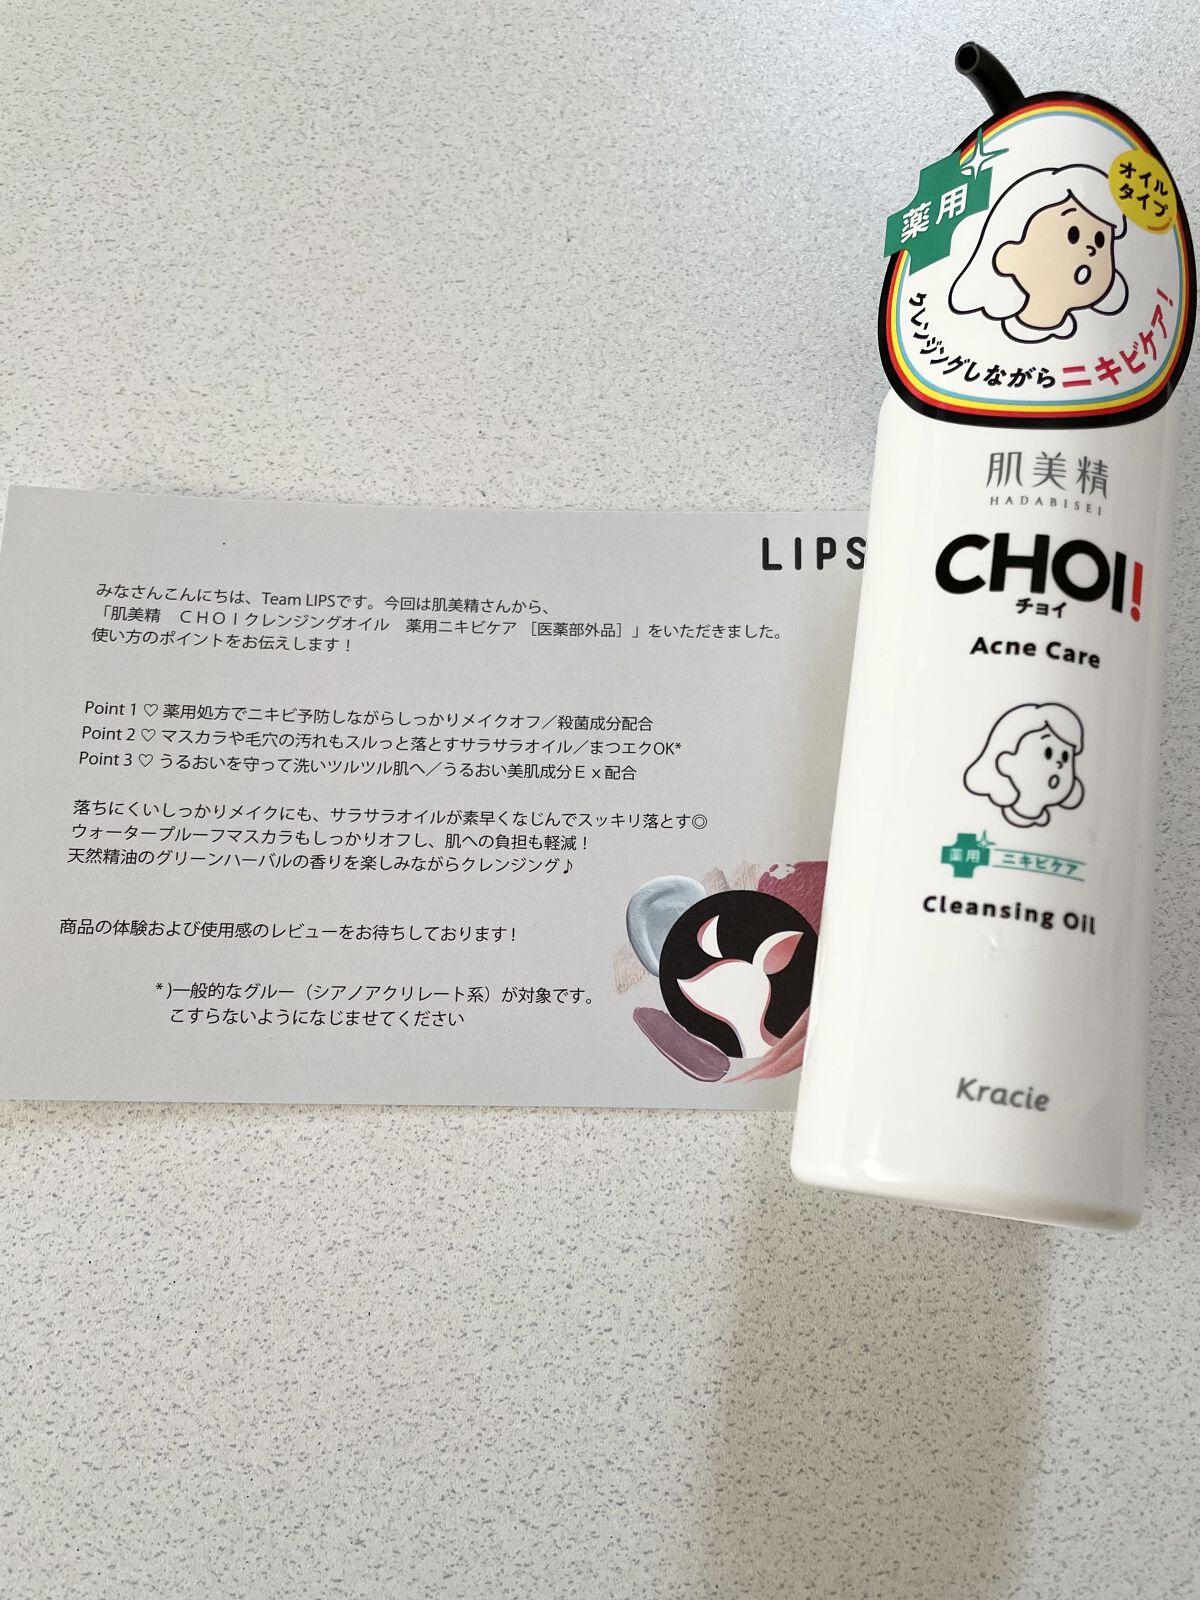 LIPS
みなさんこんにちは、Team LIPSです。今回は肌美精さんから、
「肌美精　ＣＨＯＩクレンジングオイル　薬用ニキビケア［医薬部外品］」をいただきました。
使い方のポイントをお伝えします！
Point 1 ♡ 薬用処方でニキビ予防しながらしっかりメイクオフ／殺菌成分配合
Point 2 ♡ マスカラや毛穴の汚れもスルっと落とすサラサラオイル／まつエクOK*
Point 3 ♡ うるおいを守って洗いツルツル肌へ／うるおい美肌成分Ｅｘ配合
落ちにくいしっかりメイクにも、サラサラオイルが素早くなじんでスッキリ落とす◎
ウォータープルーフマスカラもしっかりオフし、肌への負担も軽減！
天然精油のグリーンハーバルの香りを楽しみながらクレンジング♪
商品の体験および使用感のレビューをお待ちしております！
* )一般的なグルー（シアノアクリレート系）が対象です。
こすらないようになじませてください
オイル
タイプ
薬用
クレンジングしながらニキビケア！
肌美精
HADABISEI
CHOI!
チョイ
Acne Care
薬用 ニキビケア
Cleansing Oil
Kracie